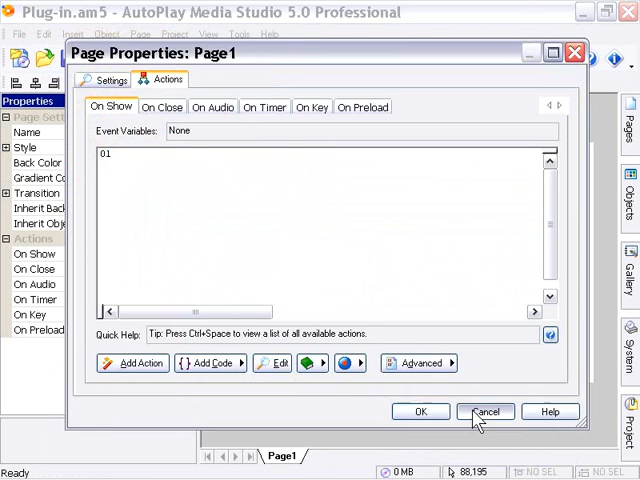 Plug-in.am5 - AutoPlay Media Studio 5.0 Professional
File Edit Insert Object Page Project View Tools Help
Page Properties: Page1
Settings Actions
On Show On Close On Audio On Timer On Key On Preload
Event Variables: None
01
Quick Help: Tip: Press Ctrl+Space to view a list of all available actions.
Add Action { } Add Code Edit Advanced
OK Cancel Help
Properties
Page Sett
Name
Style
Back Color
Gradient Co
Transition
Inherit Back
Inherit Obje
Actions
On Show
On Close
On Audio
On Timer
On Key
On Preload
Pages
Objects
Gallery
System
Project
Page1
Ready 0 MB 88,195 NO SEL NO SEL